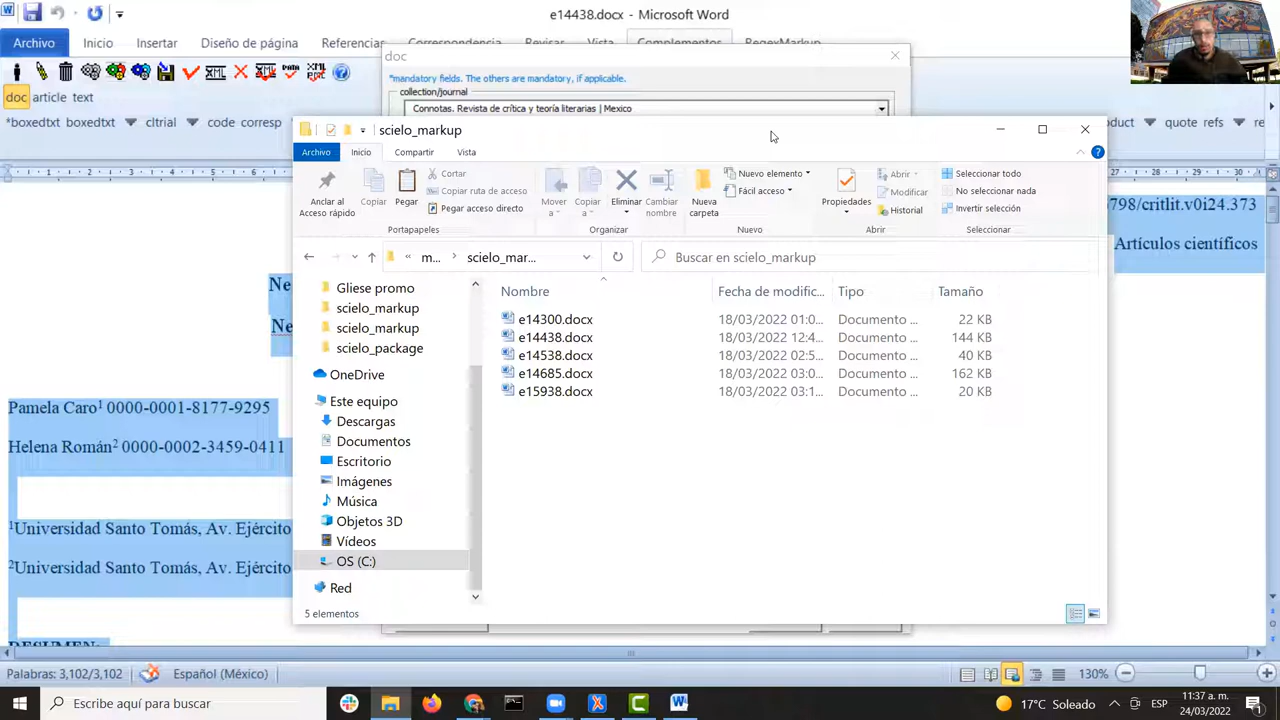 e14438.docx - Microsoft Word
Archivo Inicio Insertar Diseño de página Referencias Correspondencia Revisar Vista Complementos RegexMarkup
doc
*mandatory fields. The others are mandatory, if applicable.
collection/journal
Connotas. Revista de crítica y teoría literarias | Mexico
doc article text
*boxedtxt boxedtxt cltrial code corresp
product quote refs
scielo_markup
Archivo Inicio Compartir Vista
Anclar al Acceso rápido
Copiar
Pegar
Cortar
Copiar ruta de acceso
Pegar acceso directo
Portapapeles
Mover a
Copiar a
Eliminar
Cambiar nombre
Organizar
Nueva carpeta
Nuevo elemento
Fácil acceso
Nuevo
Propiedades
Abrir
Modificar
Historial
Abrir
Seleccionar todo
No seleccionar nada
Invertir selección
Seleccionar
« m... scielo_mar...
Buscar en scielo_markup
Gliese promo
scielo_markup
scielo_markup
scielo_package
OneDrive
Este equipo
Descargas
Documentos
Escritorio
Imágenes
Música
Objetos 3D
Vídeos
OS (C:)
Red
Nombre Fecha de modific... Tipo Tamaño
e14300.docx 18/03/2022 01:0... Documento ... 22 KB
e14438.docx 18/03/2022 12:4... Documento ... 144 KB
e14538.docx 18/03/2022 02:5... Documento ... 40 KB
e14685.docx 18/03/2022 03:0... Documento ... 162 KB
e15938.docx 18/03/2022 03:1... Documento ... 20 KB
5 elementos
798/critlit.v0i24.373
Artículos científicos
Ne
Ne
Pamela Caro¹ 0000-0001-8177-9295
Helena Román² 0000-0002-3459-0411
¹Universidad Santo Tomás, Av. Ejército
²Universidad Santo Tomás, Av. Ejército
RESUMEN:
Palabras: 3,102/3,102 Español (México) 130%
Escribe aquí para buscar
17°C Soleado ESP
11:37 a. m.
24/03/2022